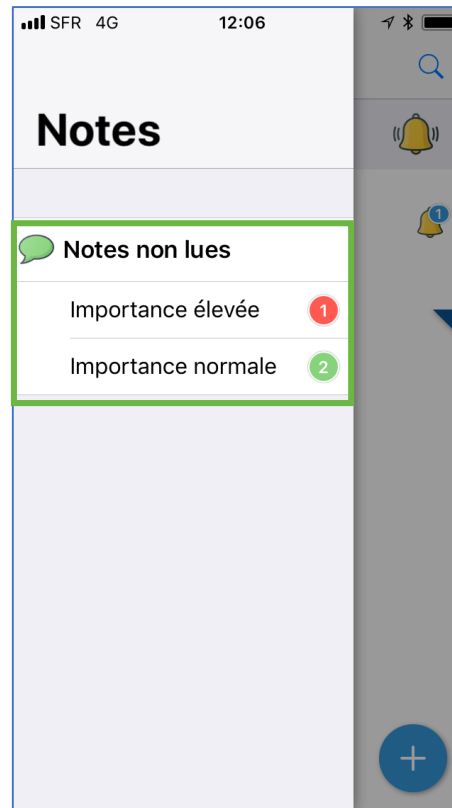 SFR 4G 12:06
Notes
1
Notes non lues
Importance élevée 1
Importance normale 2